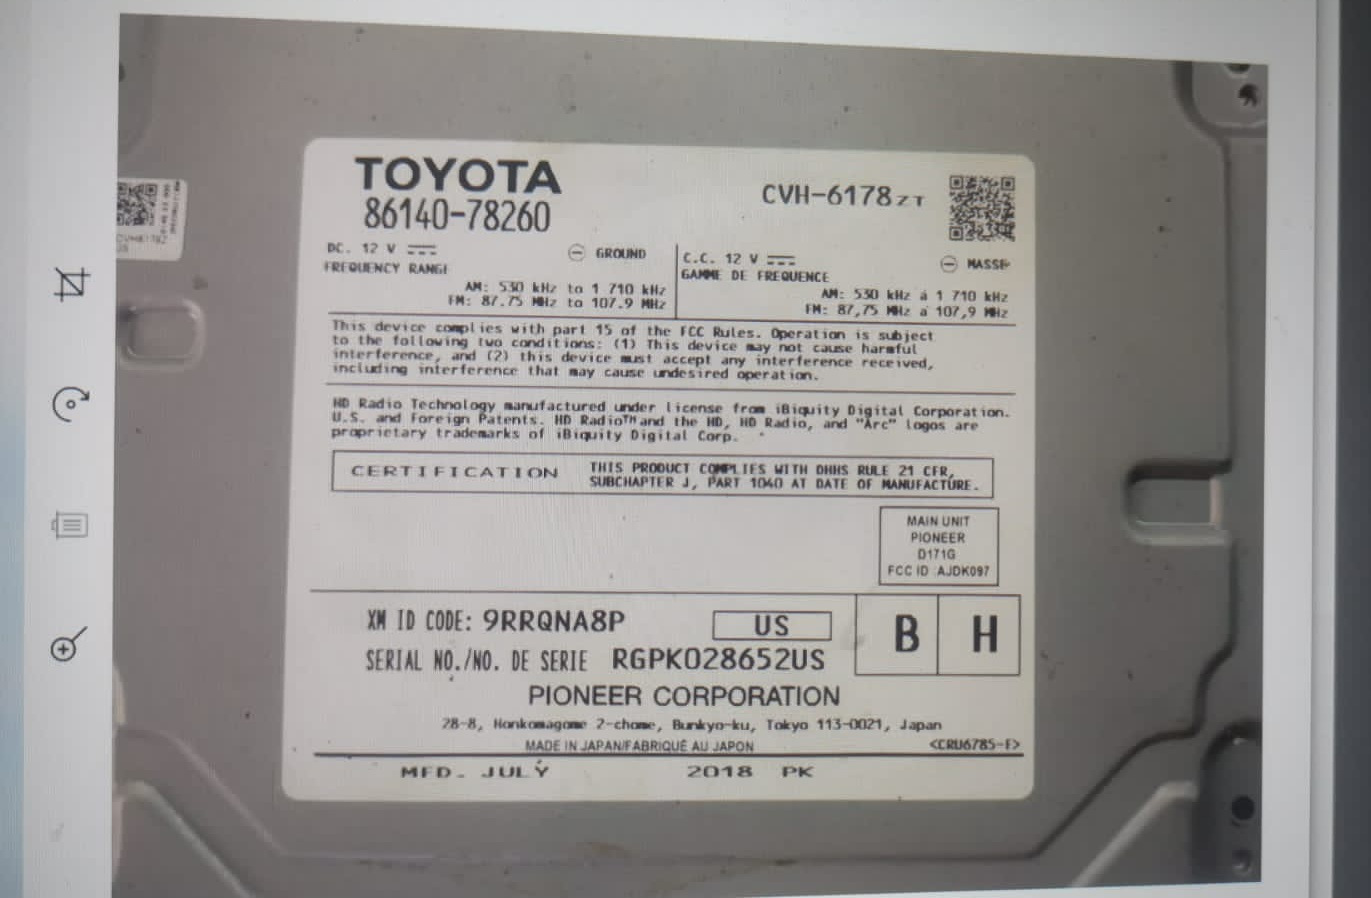 TOYOTA
86140-78260
CVH-6178ZT
DC. 12 V
GROUND
FREQUENCY RANGE
AM: 530 kHz to 1 710 kHz
FM: 87.75 MHz to 107.9 MHz
C.C. 12 V
MASSE
GAMME DE FREQUENCE
AM: 530 kHz à 1 710 kHz
FM: 87,75 MHz à 107,9 MHz
This device complies with part 15 of the FCC Rules. Operation is subject
to the following two conditions: (1) This device may not cause harmful
interference, and (2) this device must accept any interference received,
including interference that may cause undesired operation.
HD Radio Technology manufactured under license from iBiquity Digital Corporation.
U.S. and Foreign Patents. HD Radio™ and the HD, HD Radio, and "Arc" logos are
proprietary trademarks of iBiquity Digital Corp.
CERTIFICATION
THIS PRODUCT COMPLIES WITH DHHS RULE 21 CFR,
SUBCHAPTER J, PART 1040 AT DATE OF MANUFACTURE.
MAIN UNIT
PIONEER
D171G
FCC ID :AJDK097
XM ID CODE: 9RRQNA8P
US
B H
SERIAL NO./NO. DE SERIE RGPK028652US
PIONEER CORPORATION
28-8, Honkomagome 2-chome, Bunkyo-ku, Tokyo 113-0021, Japan
MADE IN JAPAN/FABRIQUÉ AU JAPON
<CRU6785-F>
MFD. JULY 2018 PK